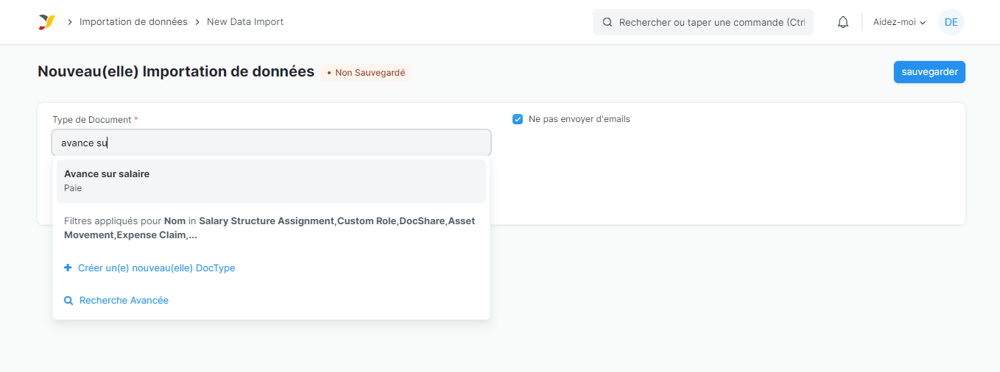 Importation de données
New Data Import
Rechercher ou taper une commande (Ctrl
Aidez-moi
DE
Nouveau(elle) Importation de données
Non Sauvegardé
sauvegarder
Type de Document *
Ne pas envoyer d'emails
avance su
Avance sur salaire
Paie
Filtres appliqués pour Nom in Salary Structure Assignment,Custom Role,DocShare,Asset
Movement,Expense Claim,...
Créer un(e) nouveau(elle) DocType
Recherche Avancée